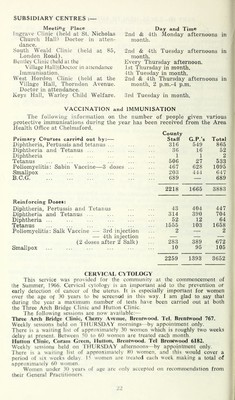 SUBSIDIARY CENTRES :—
Meeting Place Day and Time
Ingrave Clinic (held at St. Nicholas Church Hall) Doctor in attendance. 2nd & 4th Monday afternoons in month.
South Weald Clinic (held at 85, London Road). 2nd & 4th Tuesday afternoons in month.
Bentley Clinic (held at the Village Hall) Doctor in attendance Immunisation. Every Thursday afternoon. 1st Thursday in month. 4th Tuesday in month.
West Horndon Clinic (held at the Village Hall, Thorndon Avenue. Doctor in attendance. 2nd & 4th Thursday afternoons in month, 2 p.m.-4 p.m.
Keys Hall, Warley Child Welfare. 3rd Tuesday in month.
VACCINATION and IMMUNISATION
The following information on the number of people given various
protective immunisations during the year has been received from the Area
Health Office at Chelmsford.
County
Primary Courses carried out by— Staff G.P.'s Total
Diphtheria, Pertussis and tetanus ... 316 549 865
Diphtheria and Tetanus ... 36 16 52
Diphtheria ... 1 1 2
Tetanus ... 506 27 533
Poliomyelitis: Sabin Vaccine—3 doses ... 467 628 1095
Smallpox ... 203 444 647
B.C.G. ... 689 — 689
2218 1665 3883
Reinforcing Doses:
Diphtheria, Pertussis and Tetanus ... 43 404 447
Diphtheria and Tetanus ... 314 390 704
Diphtheria ... 52 12 64
Tetanus ... 1555 103 1658
Poliomyelitis: Salk Vaccine — 3rd injection 2 — 2
— 4th injection
(2 doses after 2 Salk) 283 389 672
Smallpox ... 10 95 105
2259 1393 3652
CERVICAL CYTOLOGY
This service was provided for the community at the commencement of
the Summer, 1966. Cervical cytology is an important aid to the prevention or
early detection of cancer of the uterus. It is especially important for women
over the age of 30 years to be screened in this way. I am glad to say that
during the year a maximum number of tests have been carried out at both
the Three Arch Bridge Clinic and Hutton Clinic.
The following sessions are now available:—
Three Arch Bridge Clinic, Cherry Avenue, Brentwood. Tel. Brentwood 767.
Weekly sessions held on THURSDAY mornings—by appointment only.
There is a waiting list of approximately 30 women which is roughly two weeks
delay at present. Between 50 to 60 women are treated each month.
Hutton Clinic, Coram Green, Hutton, Brentwood. Tel Brentwood 6182.
Weekly sessions held on THURSDAY afternoons—by appointment only.
There is a waiting list of approximately 80 women, and this would cover a
period of six weeks delay. 15 women are treated each week making a total of
approximately 60 women.
Women under 30 years of age are only accepted on recommendation from
their General Practitioners.
22